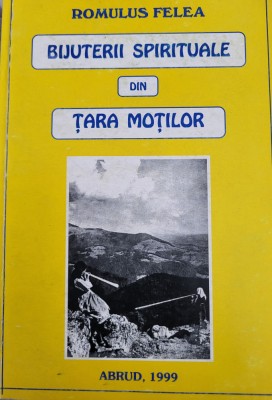 ROMULUS FELEA
BIJUTERII SPIRITUALE
DIN
ȚARA MOȚILOR
ABRUD, 1999